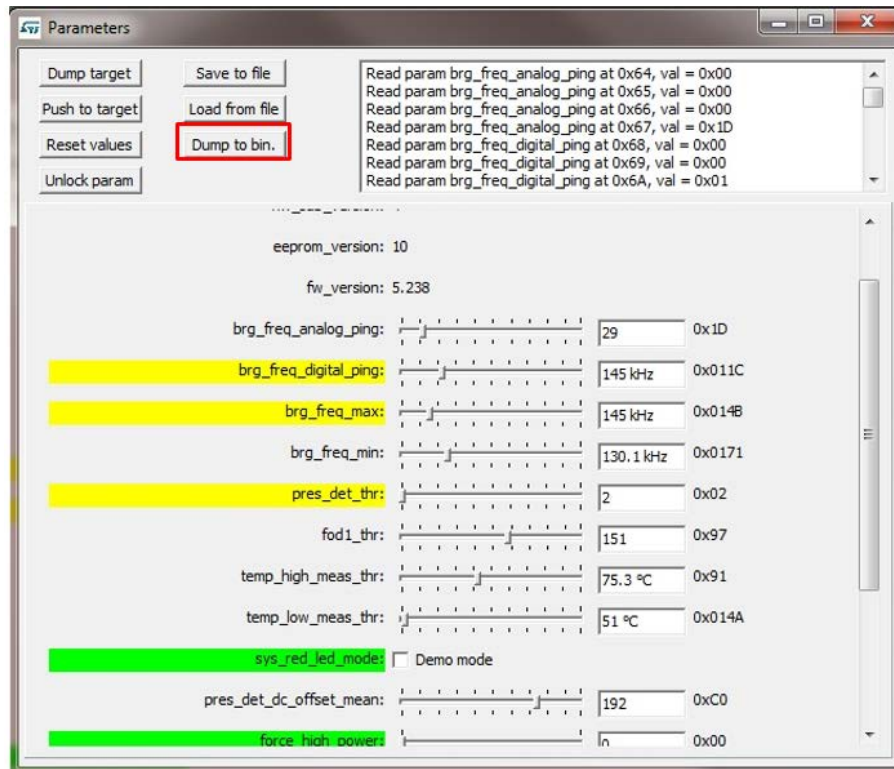 Parameters
Dump target
Save to file
Push to target
Load from file
Reset values
Dump to bin.
Unlock param
Read param brg_freq_analog_ping at 0x64, val = 0x00
Read param brg_freq_analog_ping at 0x65, val = 0x00
Read param brg_freq_analog_ping at 0x66, val = 0x00
Read param brg_freq_analog_ping at 0x67, val = 0x1D
Read param brg_freq_digital_ping at 0x68, val = 0x00
Read param brg_freq_digital_ping at 0x69, val = 0x00
Read param brg_freq_digital_ping at 0x6A, val = 0x01
eeprom_version: 10
fw_version: 5.238
brg_freq_analog_ping: 29 0x1D
brg_freq_digital_ping: 145 kHz 0x011C
brg_freq_max: 145 kHz 0x014B
brg_freq_min: 130.1 kHz 0x0171
pres_det_thr: 2 0x02
fod1_thr: 151 0x97
temp_high_meas_thr: 75.3 ºC 0x91
temp_low_meas_thr: 51 ºC 0x014A
sys_red_led_mode: Demo mode
pres_det_dc_offset_mean: 192 0xC0
force_high_power: 0 0x00